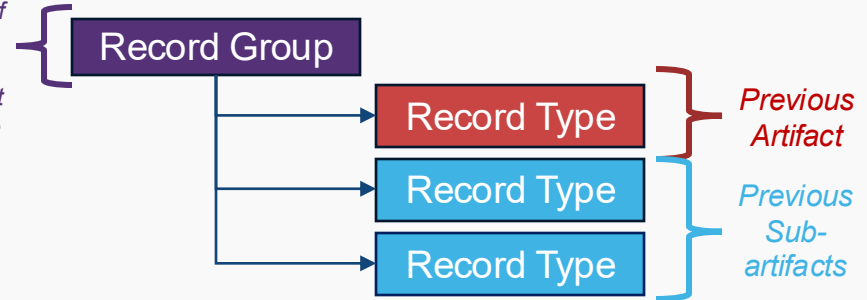 f
t
Record Group
Record Type
Previous
Artifact
Record Type
Record Type
Previous
Sub-
artifacts